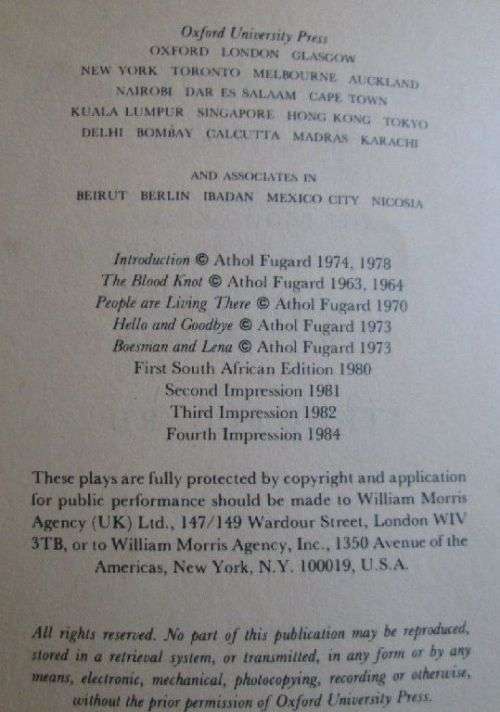 Oxford University Press
OXFORD LONDON GLASGOW
NEW YORK TORONTO MELBOURNE AUCKLAND
NAIROBI DAR ES SALAAM CAPE TOWN
KUALA LUMPUR SINGAPORE HONG KONG TOKYO
DELHI BOMBAY CALCUTTA MADRAS KARACHI
AND ASSOCIATES IN
BEIRUT BERLIN IBADAN MEXICO CITY NICOSIA
Introduction © Athol Fugard 1974, 1978
The Blood Knot © Athol Fugard 1963, 1964
People are Living There © Athol Fugard 1970
Hello and Goodbye © Athol Fugard 1973
Boesman and Lena © Athol Fugard 1973
First South African Edition 1980
Second Impression 1981
Third Impression 1982
Fourth Impression 1984
These plays are fully protected by copyright and application
for public performance should be made to William Morris
Agency (UK) Ltd., 147/149 Wardour Street, London WIV
3TB, or to William Morris Agency, Inc., 1350 Avenue of the
Americas, New York, N.Y. 100019, U.S.A.
All rights reserved. No part of this publication may be reproduced,
stored in a retrieval system, or transmitted, in any form or by any
means, electronic, mechanical, photocopying, recording or otherwise,
without the prior permission of Oxford University Press.